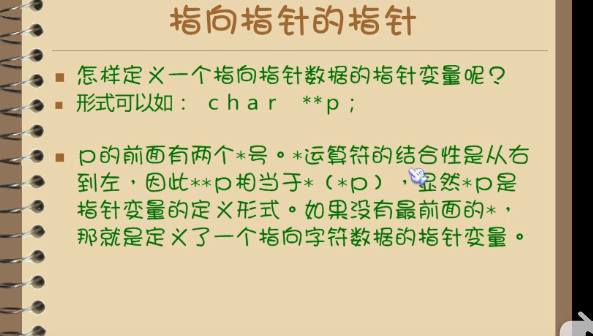 指向指针的指针
怎样定义一个指向指针数据的指针变量呢？
形式可以如： char **p；
p的前面有两个*号。*运算符的结合性是从右
到左，因此**p相当于*（*p），显然*p是
指针变量的定义形式。如果没有最前面的*，
那就是定义了一个指向字符数据的指针变量。